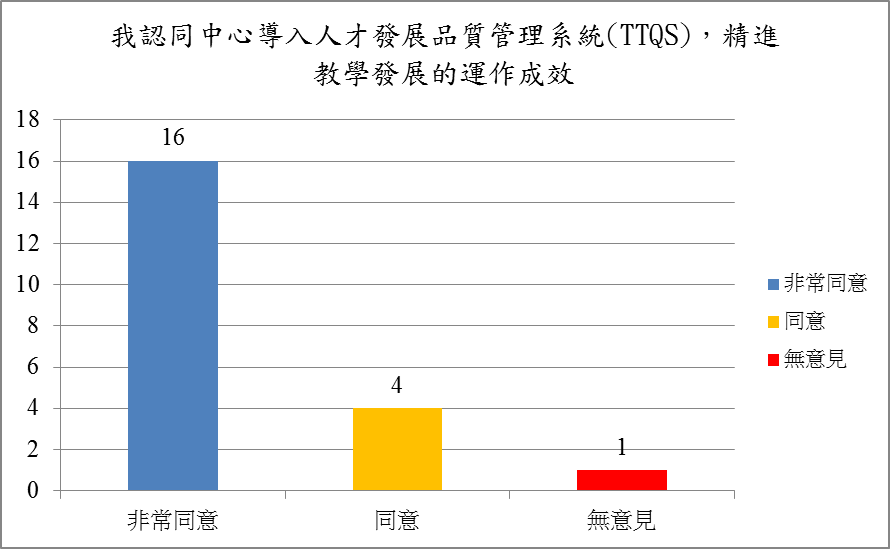 我認同中心導入人才發展品質管理系統(TTQS)，精進
教學發展的運作成效
18
16
14
12
10
8
6
4
2
0
16
4
1
非常同意
同意
無意見
非常同意
同意
無意見